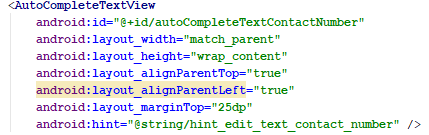 <AutoCompleteTextView
android:id="@+id/autoCompleteTextContactNumber"
android:layout_width="match_parent"
android:layout_height="wrap_content"
android:layout_alignParentTop="true"
android:layout_alignParentLeft="true"
android:layout_marginTop="25dp"
android:hint="@string/hint_edit_text_contact_number" />